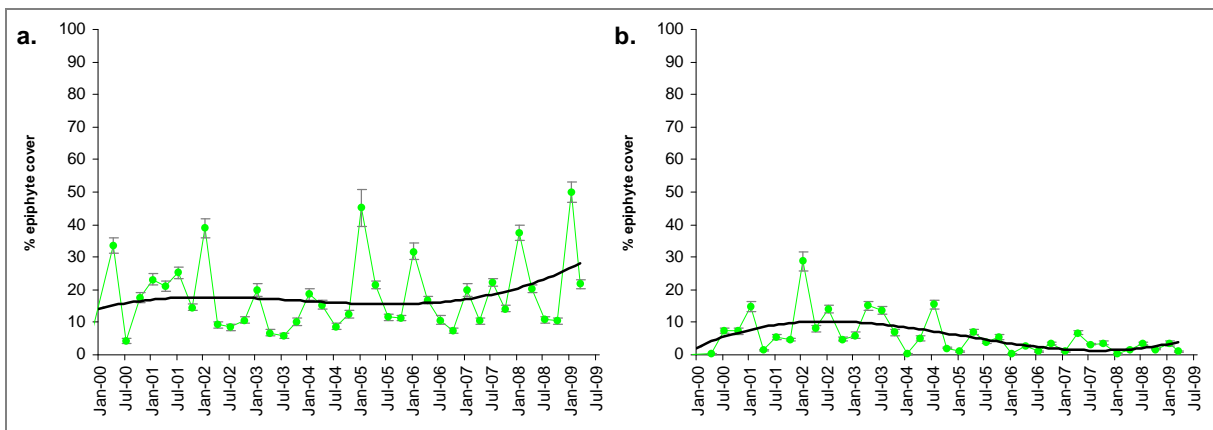 a.
% epiphyte cover
100
90
80
70
60
50
40
30
20
10
0
Jan-00
Jul-00
Jan-01
Jul-01
Jan-02
Jul-02
Jan-03
Jul-03
Jan-04
Jul-04
Jan-05
Jul-05
Jan-06
Jul-06
Jan-07
Jul-07
Jan-08
Jul-08
Jan-09
Jul-09
b.
% epiphyte cover
100
90
80
70
60
50
40
30
20
10
0
Jan-00
Jul-00
Jan-01
Jul-01
Jan-02
Jul-02
Jan-03
Jul-03
Jan-04
Jul-04
Jan-05
Jul-05
Jan-06
Jul-06
Jan-07
Jul-07
Jan-08
Jul-08
Jan-09
Jul-09